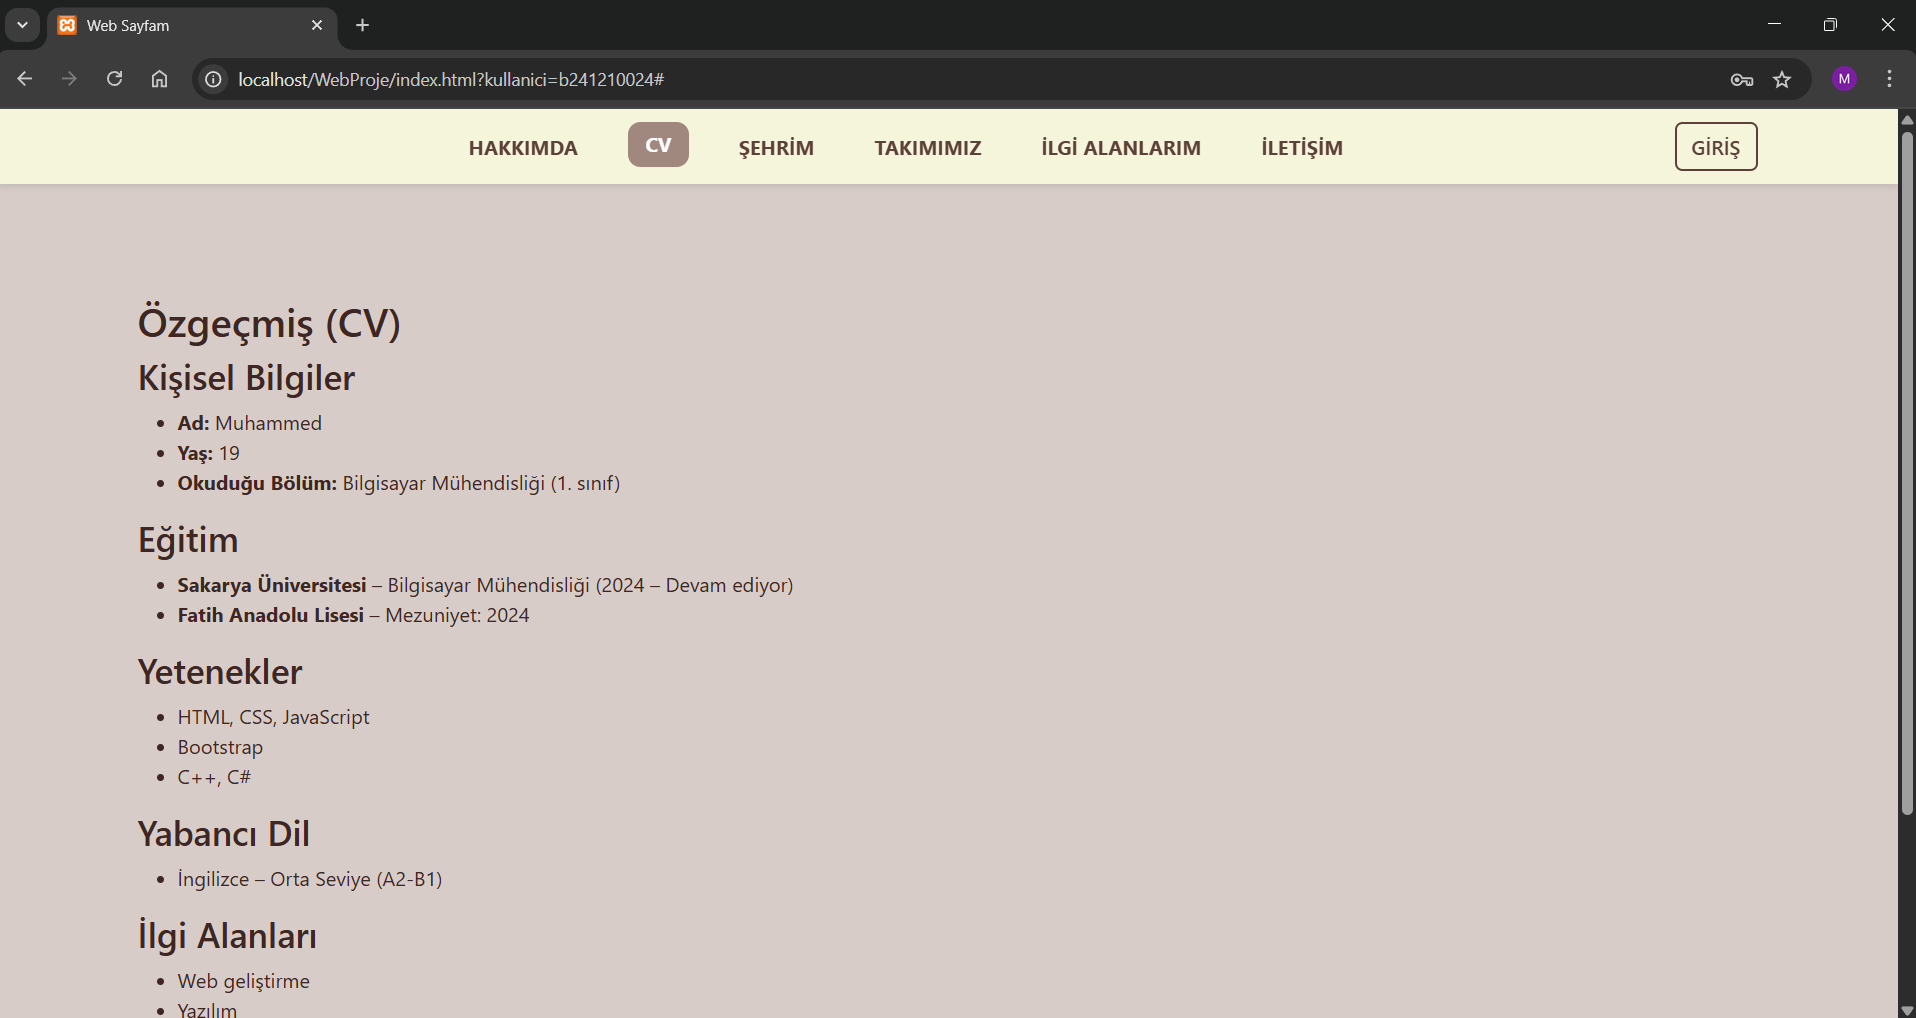 Web Sayfam
localhost/WebProje/index.html?kullanici=b241210024#
M
HAKKIMDA
CV
ŞEHRİM
TAKIMIMIZ
İLGİ ALANLARIM
İLETİŞİM
GİRİŞ
Özgeçmiş (CV)
Kişisel Bilgiler
Ad: Muhammed
Yaş: 19
Okuduğu Bölüm: Bilgisayar Mühendisliği (1. sınıf)
Eğitim
Sakarya Üniversitesi – Bilgisayar Mühendisliği (2024 – Devam ediyor)
Fatih Anadolu Lisesi – Mezuniyet: 2024
Yetenekler
HTML, CSS, JavaScript
Bootstrap
C++, C#
Yabancı Dil
İngilizce – Orta Seviye (A2-B1)
İlgi Alanları
Web geliştirme
Yazılım